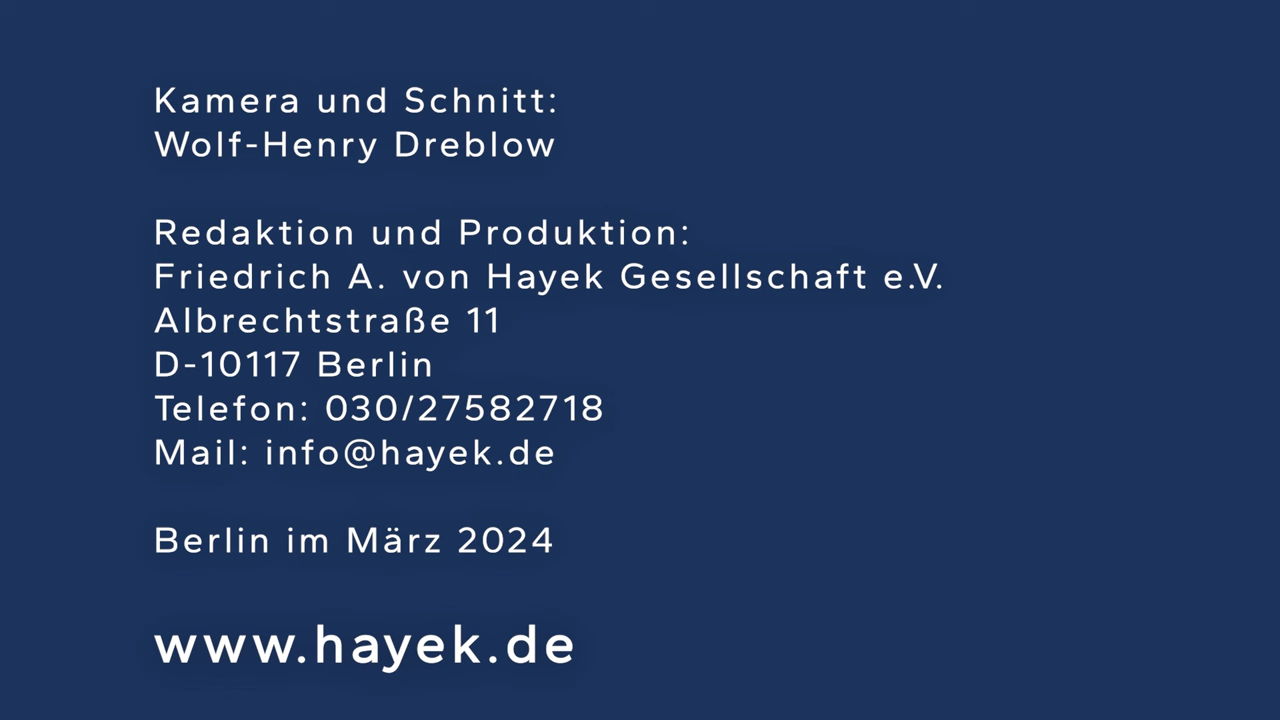 Kamera und Schnitt:
Wolf-Henry Dreblow
Redaktion und Produktion:
Friedrich A. von Hayek Gesellschaft e.V.
Albrechtstraße 11
D-10117 Berlin
Telefon: 030/27582718
Mail: info@hayek.de
Berlin im März 2024
www.hayek.de